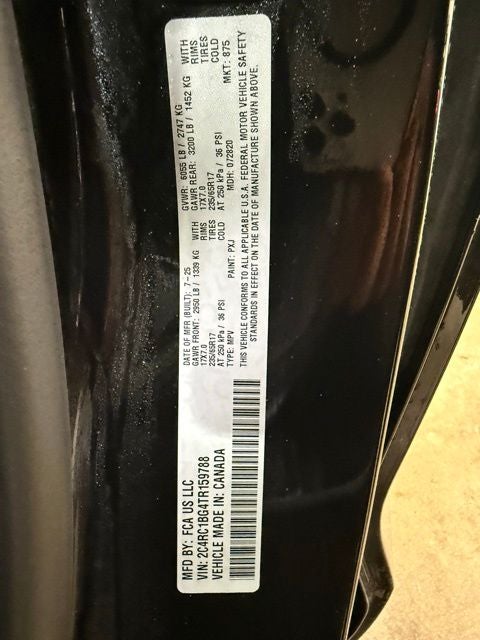 MFD BY: FCA US LLC
VIN: 2C4RC1BG4TR159788
VEHICLE MADE IN: CANADA
DATE OF MFR (BUILT): 7-25 GVWR: 6055 LB / 2747 KG
GAWR FRONT: 2950 LB / 1339 KG WITH GAWR REAR: 3200 LB / 1452 KG WITH
17X7.0 RIMS 17X7.0 RIMS
235/65R17 TIRES 235/65R17 TIRES
AT 250 kPa / 36 PSI COLD AT 250 kPa / 36 PSI COLD
TYPE: MPV PAINT: PXJ MDH: 072820 MKT: 875
THIS VEHICLE CONFORMS TO ALL APPLICABLE U.S.A. FEDERAL MOTOR VEHICLE SAFETY
STANDARDS IN EFFECT ON THE DATE OF MANUFACTURE SHOWN ABOVE.